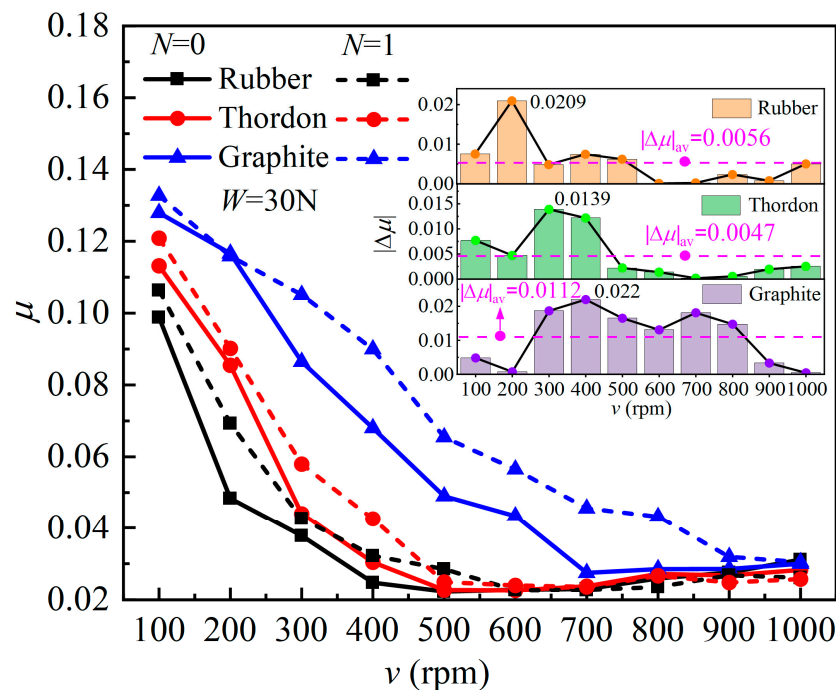 0.18
0.16
0.14
0.12
0.10
0.08
0.06
0.04
0.02
μ
N=0 N=1
Rubber
Thordon
Graphite
W=30N
0.02
0.01
0.00
0.0209
Rubber
|Δμ|av=0.0056
0.015
0.010
0.005
0.000
|Δμ|
0.0139
Thordon
|Δμ|av=0.0047
0.02
0.01
0.00
|Δμ|av=0.0112
0.022
Graphite
100 200 300 400 500 600 700 800 900 1000
v (rpm)
100 200 300 400 500 600 700 800 900 1000
v (rpm)